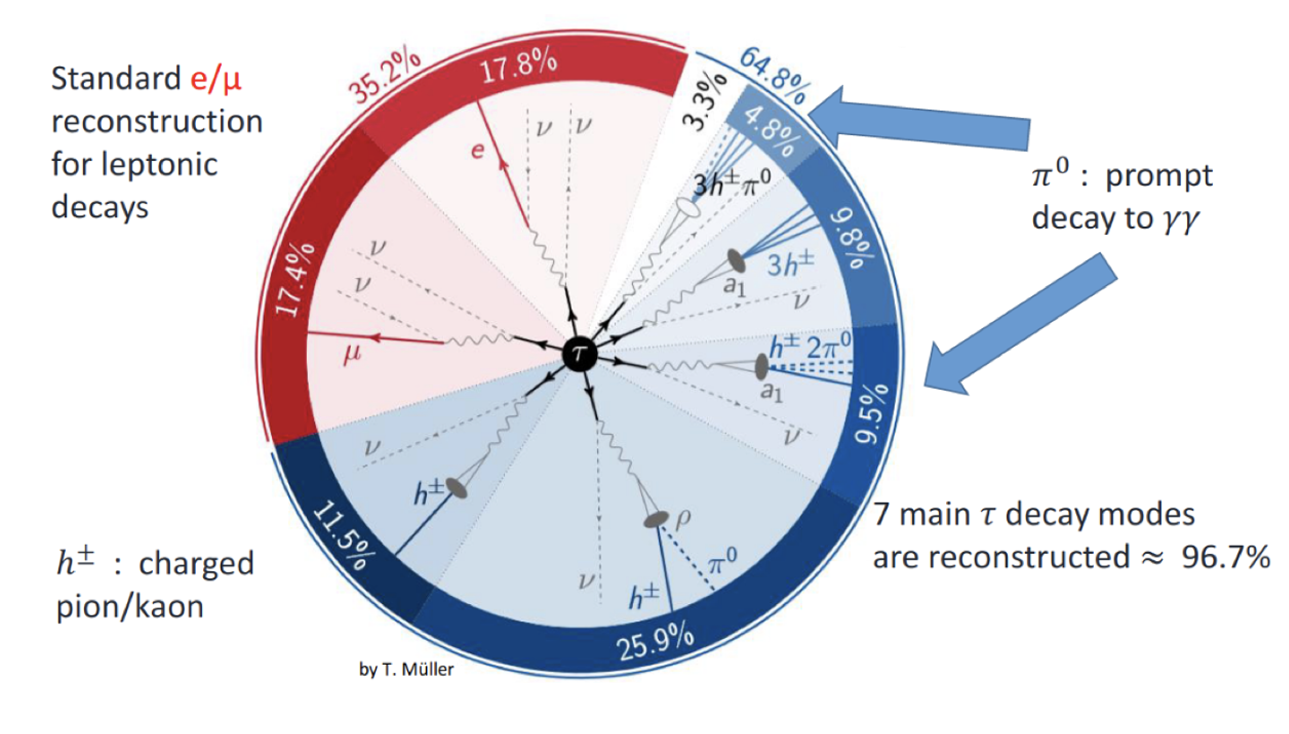 Standard e/μ
reconstruction
for leptonic
decays
35.2%
17.8%
64.8%
3.3%
4.8%
π⁰ : prompt
decay to γγ
e
ν
ν
3h±π⁰
9.8%
3h±
a₁
ν
17.4%
ν
ν
μ
τ
h± 2π⁰
a₁
ν
9.5%
ν
h±
11.5%
ρ
π⁰
ν
h±
25.9%
7 main τ decay modes
are reconstructed ≈ 96.7%
h± : charged
pion/kaon
by T. Müller